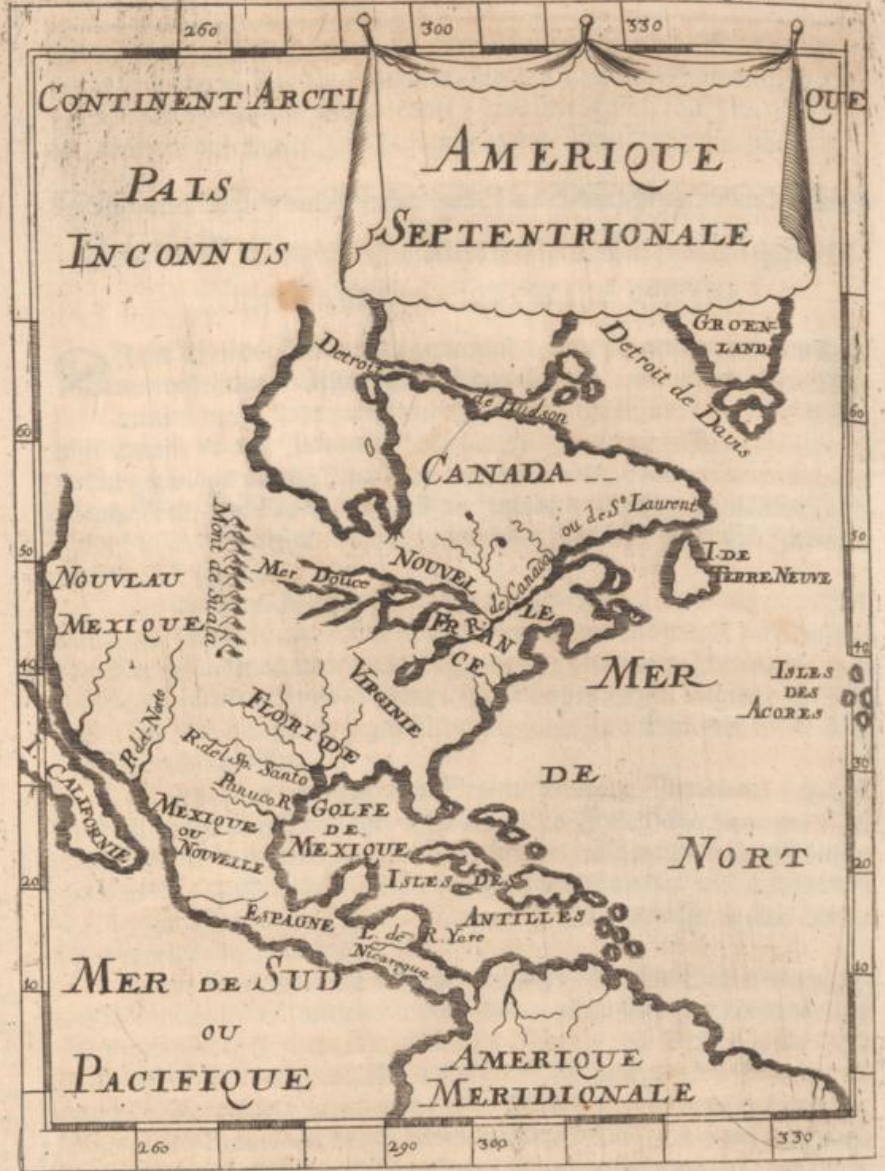 260
300
330
CONTINENT ARCTI
QUE
AMERIQUE
SEPTENTRIONALE
PAIS
INCONNUS
GROEN-
LAND
Detroit
de Hudson
Detroit de Davis
60
60
CANADA
ou de St. Laurent
de Canada
I. DE
TERRE NEUVE
50
50
Mont de Suala
Mer Douce
NOUVEL
LE
FRAN
CE
NOUVEAU
MEXIQUE
40
40
VIRGINIE
MER
ISLES
DES
ACORES
R. del Norto
FLORIDE
R. del Sp. Santo
Panuco R.
30
DE
I.
CALIFORNIE
MEXIQUE
OU
NOUVELLE
ESPAGNE
GOLFE
DE
MEXIQUE
NORT
20
20
ISLES DES
ANTILLES
L. de
Nicaregua
R. Yare
10
10
MER DE SUD
OU
PACIFIQUE
AMERIQUE
MERIDIONALE
260
290
300
330